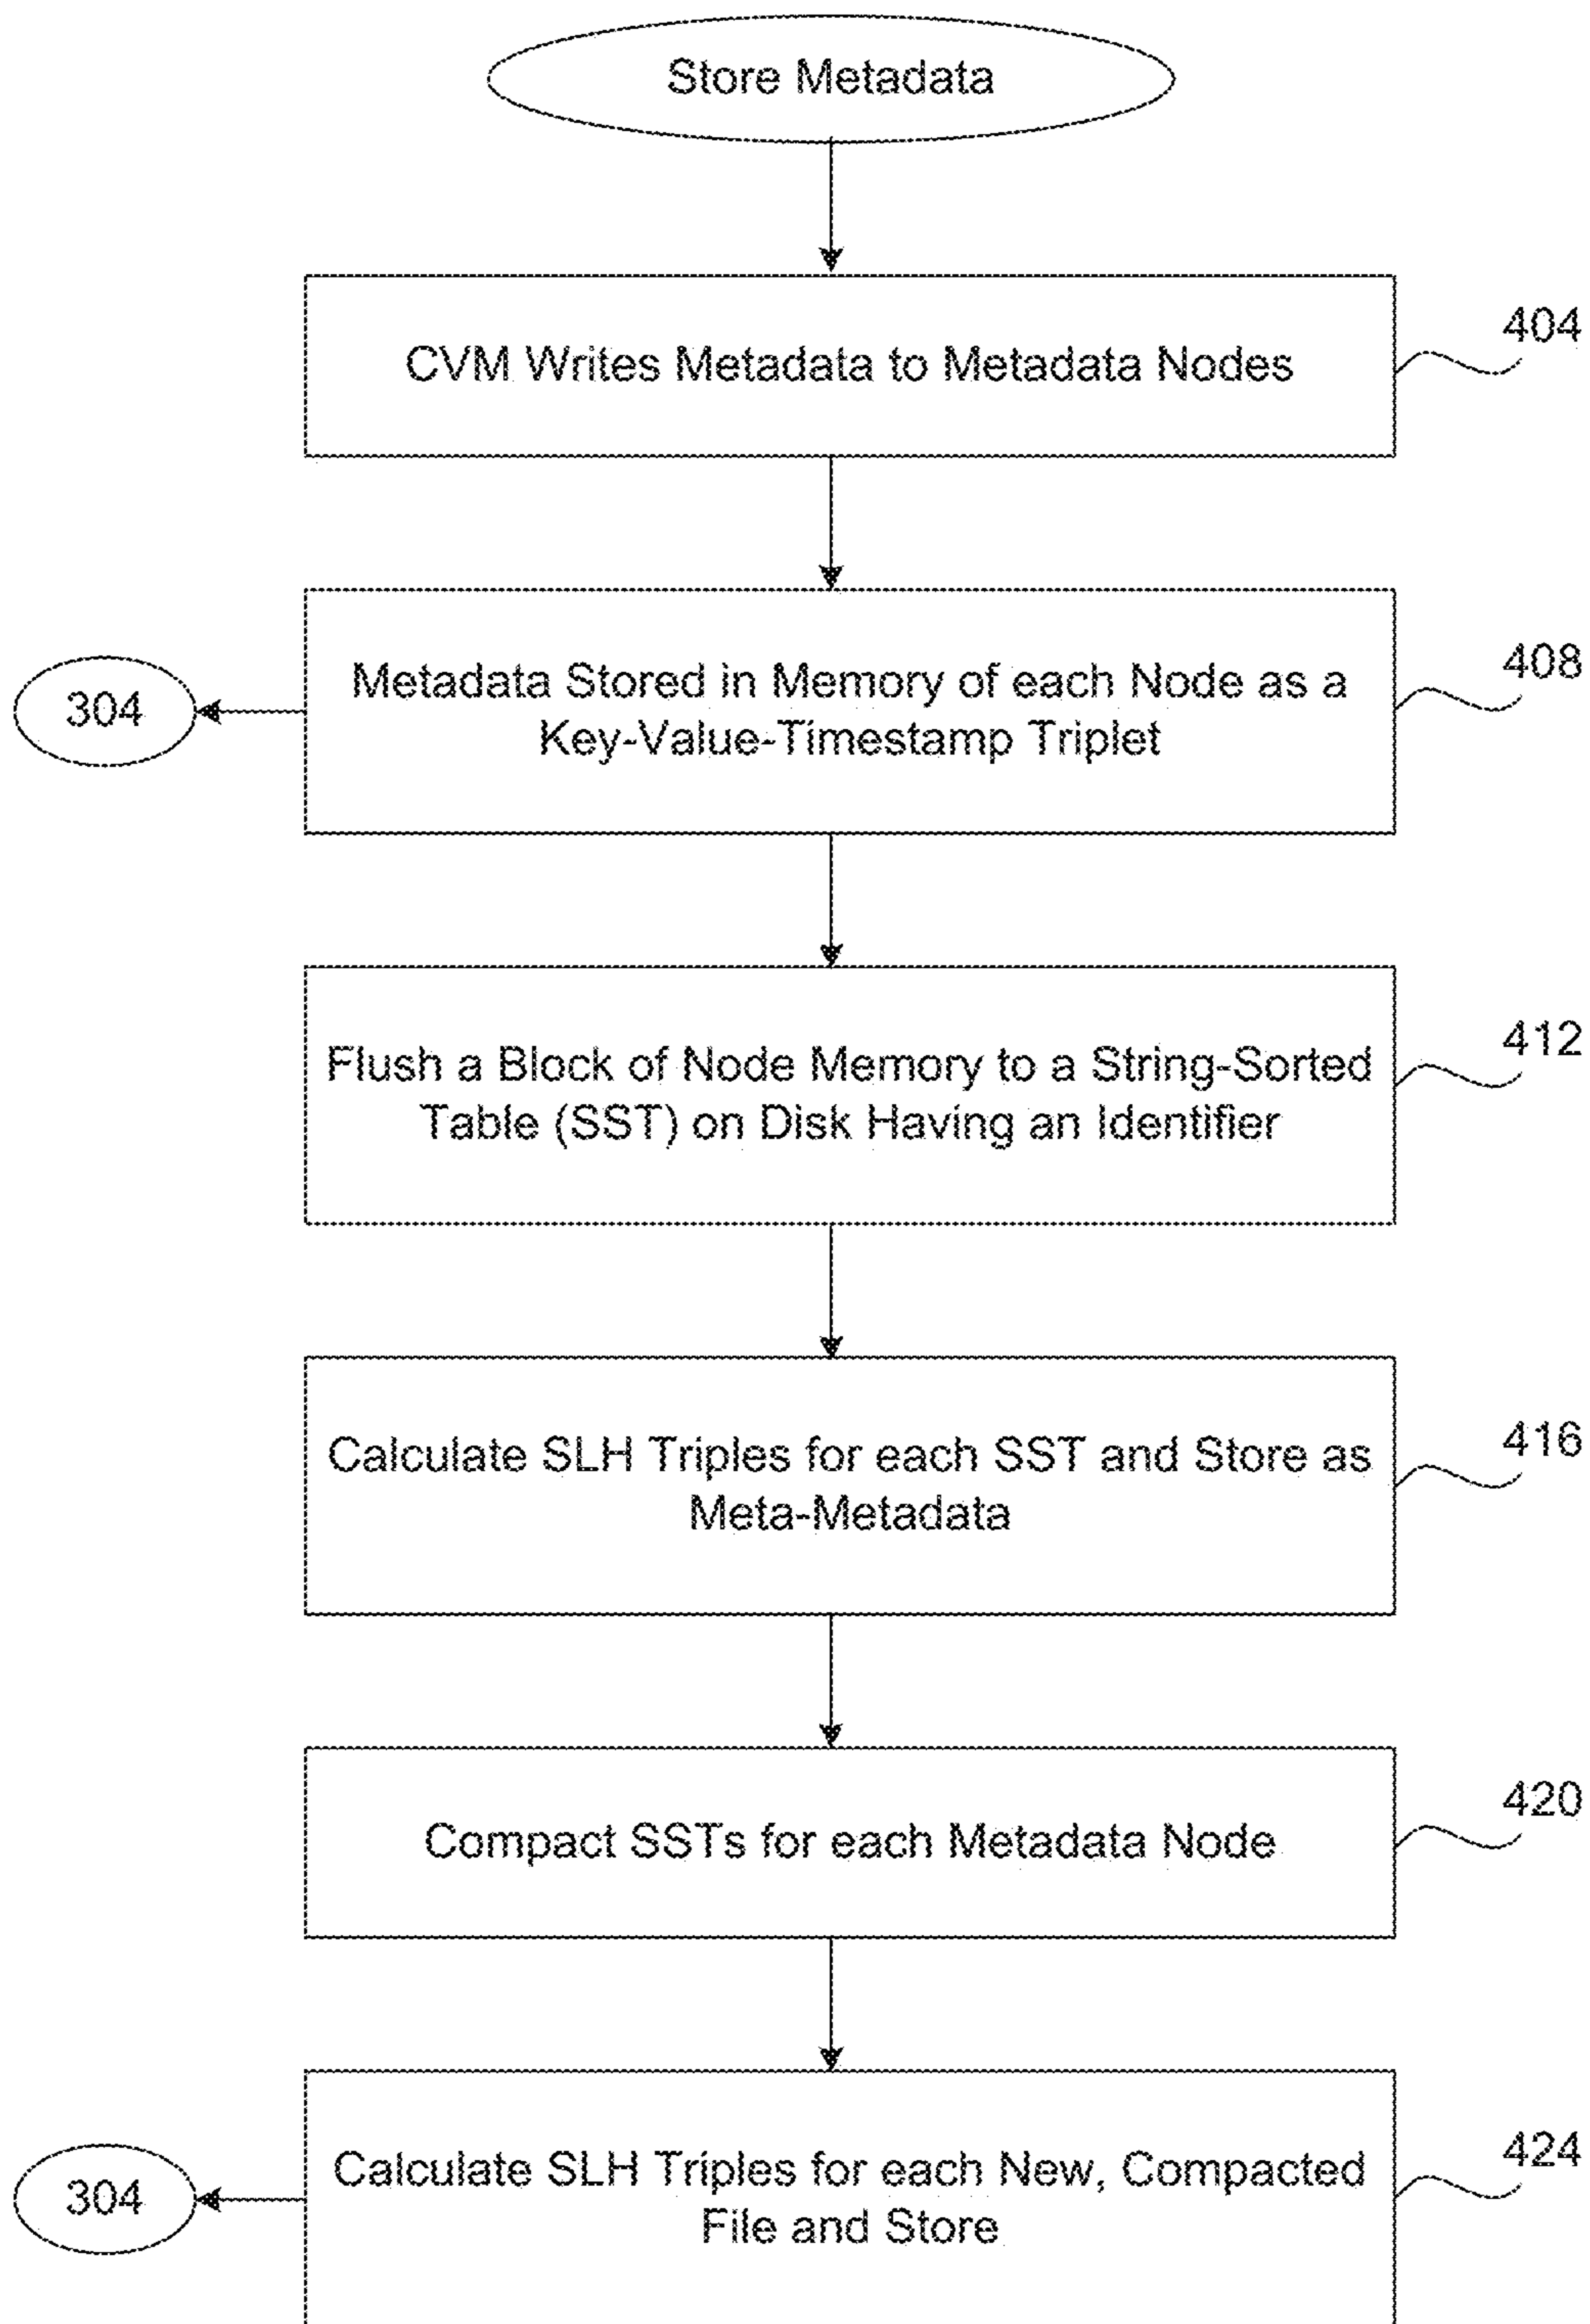 Store Metadata
CVM Writes Metadata to Metadata Nodes
404
Metadata Stored in Memory of each Node as a
Key-Value-Timestamp Triplet
408
304
Flush a Block of Node Memory to a String-Sorted
Table (SST) on Disk Having an Identifier
412
Calculate SLH Triples for each SST and Store as
Meta-Metadata
416
Compact SSTs for each Metadata Node
420
Calculate SLH Triples for each New, Compacted
File and Store
424
304